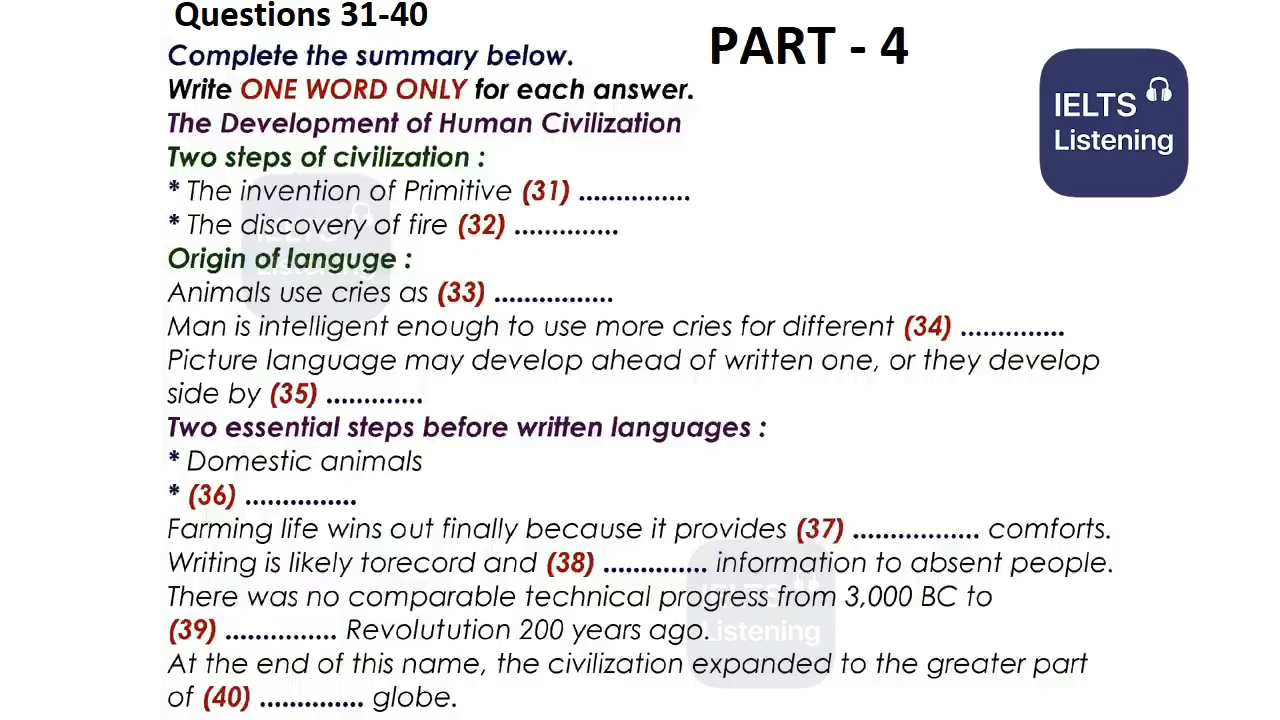 Questions 31-40
PART - 4
Complete the summary below.
Write ONE WORD ONLY for each answer.
The Development of Human Civilization
Two steps of civilization :
* The invention of Primitive (31) ...............
* The discovery of fire (32) ..............
Origin of languge :
Animals use cries as (33) ................
Man is intelligent enough to use more cries for different (34) ..............
Picture language may develop ahead of written one, or they develop
side by (35) .............
Two essential steps before written languages :
* Domestic animals
* (36) ...............
Farming life wins out finally because it provides (37) ................. comforts.
Writing is likely torecord and (38) .............. information to absent people.
There was no comparable technical progress from 3,000 BC to
(39) ............... Revolutution 200 years ago.
At the end of this name, the civilization expanded to the greater part
of (40) .............. globe.
IELTS
Listening
IELTS
Listening
IELTS
Listening